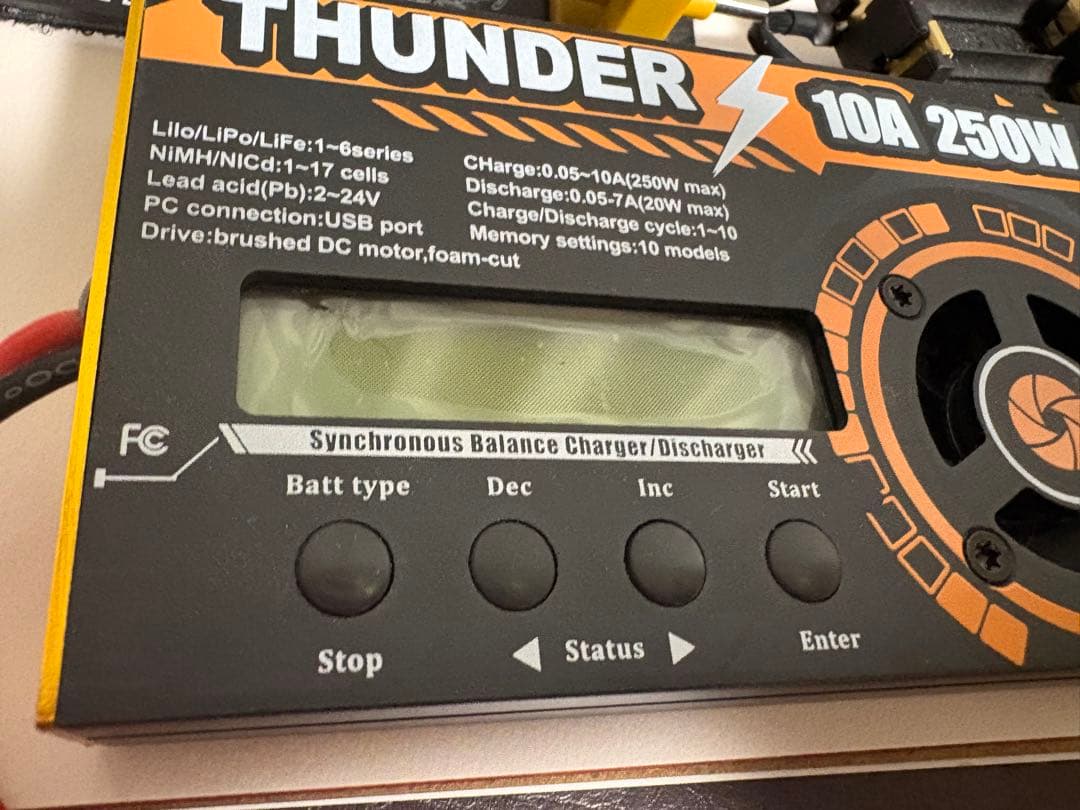 THUNDER
10A 250W
LiIo/LiPo/LiFe:1~6series
NiMH/NiCd:1~17 cells
Lead acid(Pb):2~24V
PC connection:USB port
Drive:brushed DC motor,foam-cut
CHarge:0.05~10A(250W max)
Discharge:0.05-7A(20W max)
Charge/Discharge cycle:1~10
Memory settings:10 models
FC
Synchronous Balance Charger/Discharger
Batt type
Dec
Inc
Start
Stop
Status
Enter